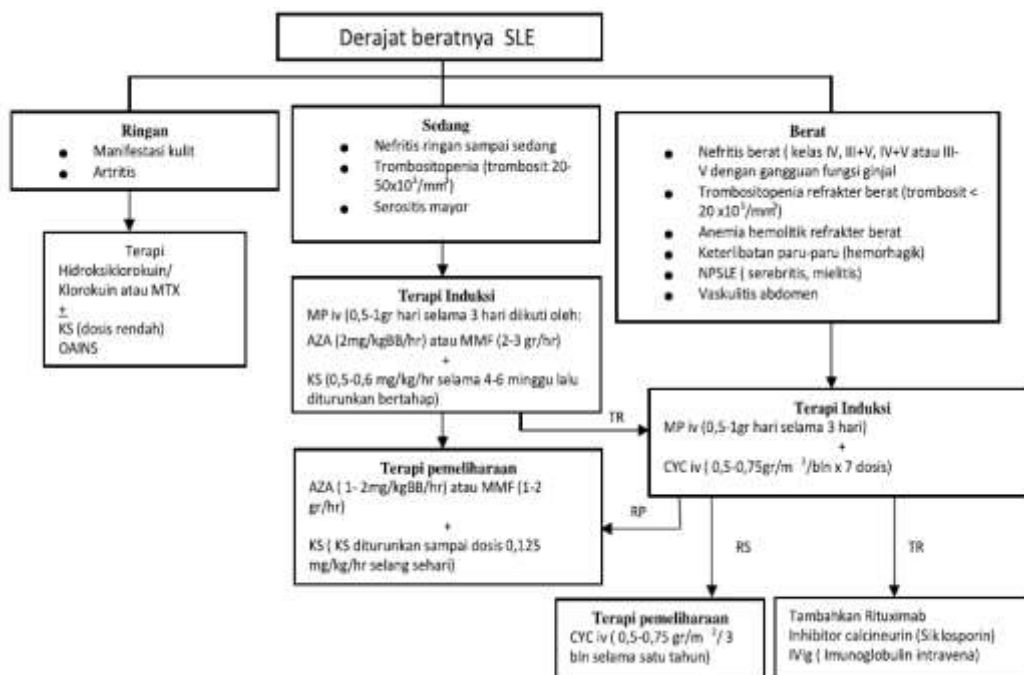 Derajat beratnya SLE
Ringan
● Manifestasi kulit
● Artritis
Sedang
● Nefritis ringan sampai sedang
● Trombositopenia (trombosit 20-
50x10³/mm³)
● Serositis mayor
Berat
● Nefritis berat ( kelas IV, III+V, IV+V atau III-
V dengan gangguan fungsi ginjal
● Trombositopenia refrakter berat (trombosit <
20 x10³/mm³)
● Anemia hemolitik refrakter berat
● Keterlibatan paru-paru (hemorhagik)
● NPSLE ( serebritis, mielitis)
● Vaskulitis abdomen
Terapi
Hidroksiklorokuin/
Klorokuin atau MTX
+
KS (dosis rendah)
OAINS
Terapi Induksi
MP iv (0,5-1gr hari selama 3 hari diikuti oleh:
AZA (2mg/kgBB/hr) atau MMF (2-3 gr/hr)
+
KS (0,5-0,6 mg/kg/hr selama 4-6 minggu lalu
diturunkan bertahap)
TR
Terapi Induksi
MP iv (0,5-1gr hari selama 3 hari)
+
CYC iv ( 0,5-0,75gr/m ²/bln x 7 dosis)
Terapi pemeliharaan
AZA ( 1- 2mg/kgBB/hr) atau MMF (1-2
gr/hr)
+
KS ( KS diturunkan sampai dosis 0,125
mg/kg/hr selang sehari)
RP
RS
TR
Terapi pemeliharaan
CYC iv ( 0,5-0,75 gr/m ²/ 3
bln selama satu tahun)
Tambahkan Rituximab
Inhibitor calcineurin (Siklosporin)
IVig ( Imunoglobulin intravena)